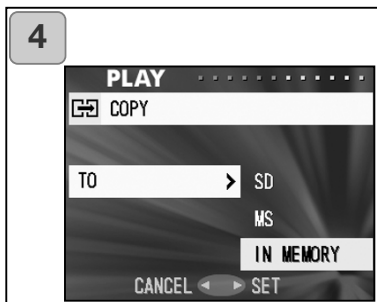 4
PLAY
COPY
TO > SD
MS
IN MEMORY
CANCEL ◄ ► SET